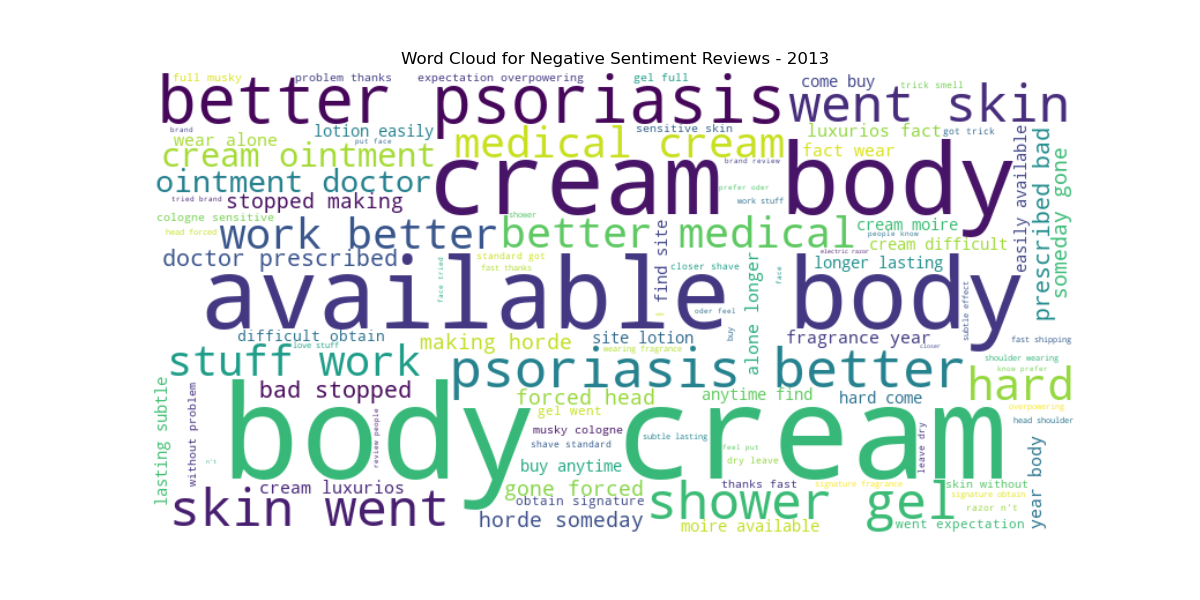 Word Cloud for Negative Sentiment Reviews - 2013
full musky
problem thanks
expectation overpowering
gel full
come buy
trick smell
better psoriasis
went skin
brand
wear alone
lotion easily
put face
sensitive skin
luxurios fact
got trick
cream ointment
medical cream
brand review
fact wear
easily available
prescribed bad
someday gone
ointment doctor
cream body
prefer oder
tried brand
stopped making
work stuff
cologne sensitive
shower
head forced
work better
better medical
cream moire
people know
cream difficult
find site
electric razor
doctor prescribed
standard got
fast thanks
face tried
closer shave
alone longer
face
longer lasting
available body
oder feel
buy
subtle effect
difficult obtain
love stuff
making horde
site lotion
wearing fragrance
fragrance year
closer
fast shipping
stuff work
psoriasis better
shoulder wearing
know prefer
hard
lasting subtle
without problem
bad stopped
forced head
anytime find
hard come
gel went
overpowering
head shoulder
body cream
review people
musky cologne
shave standard
subtle lasting
feel put
n't
buy anytime
dry leave
leave dry
year body
cream luxurios
gone forced
thanks fast
signature fragrance
skin without
obtain signature
signature obtain
skin went
shower gel
razor n't
horde someday
moire available
went expectation